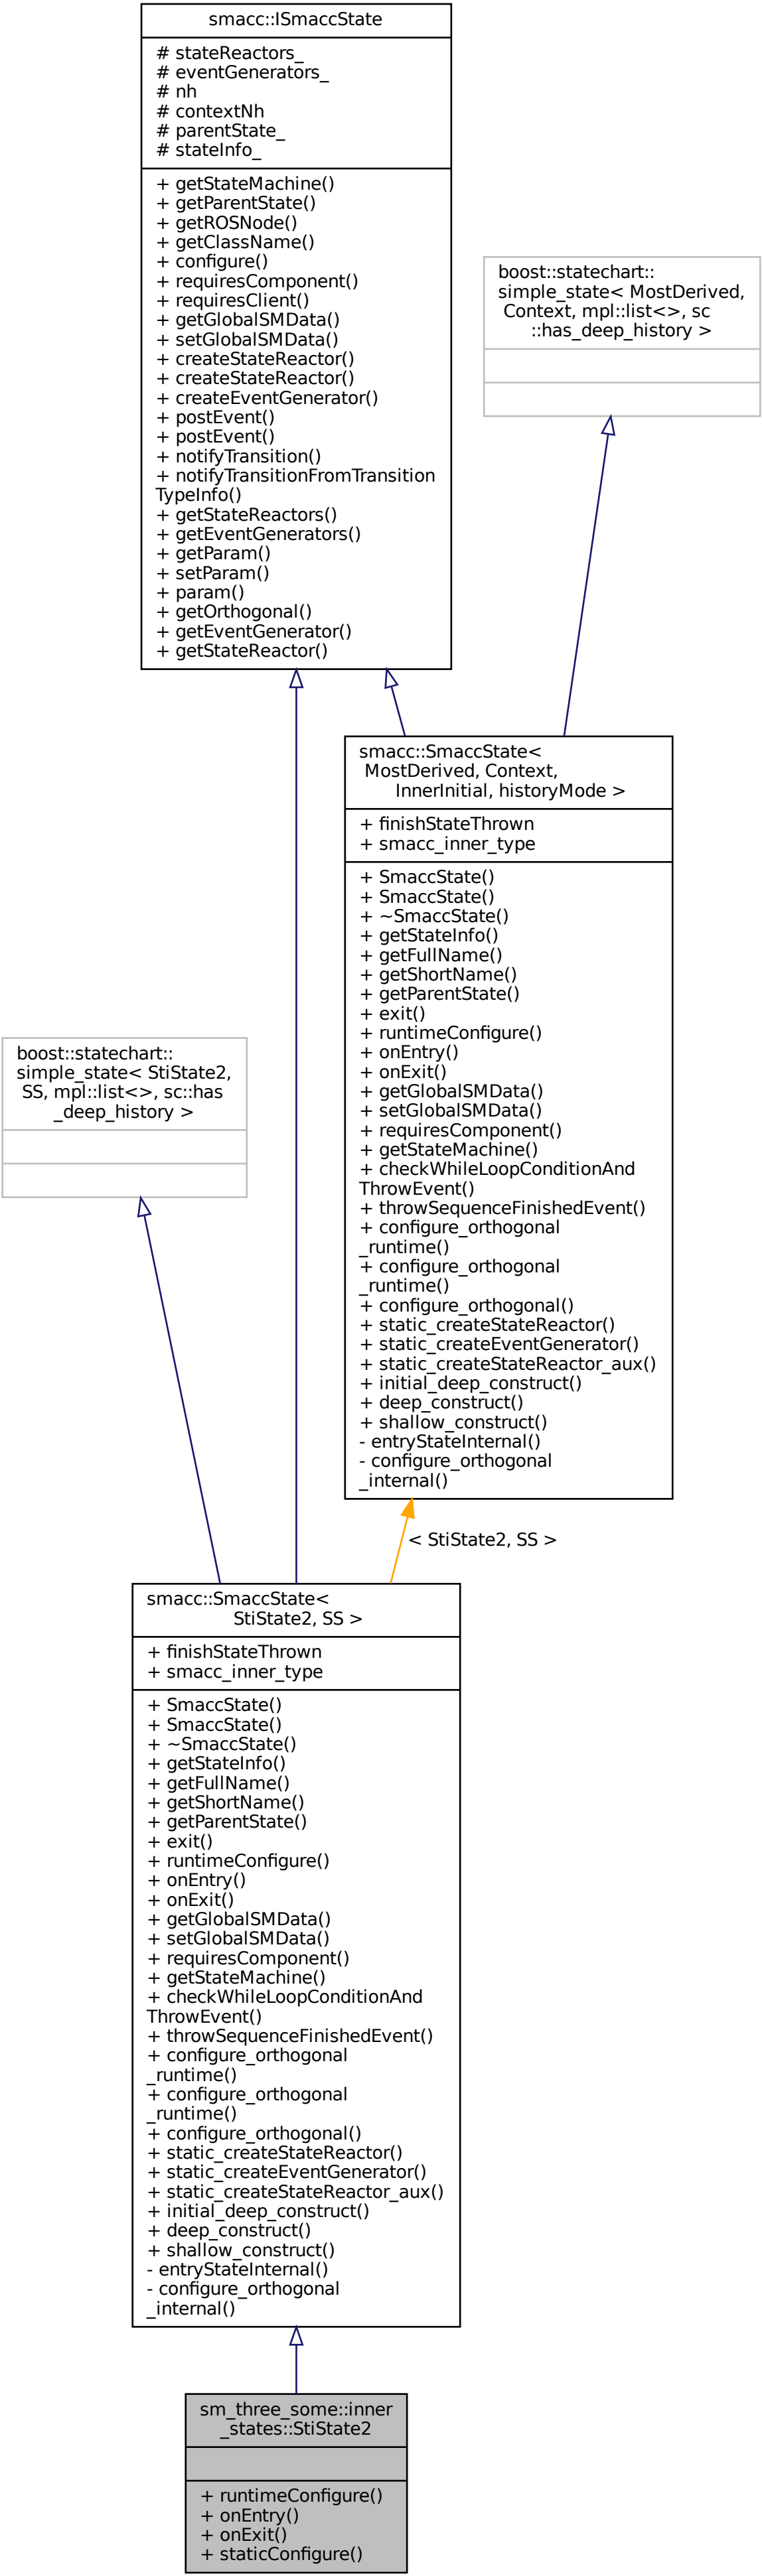 smacc::ISmaccState
# stateReactors_
# eventGenerators_
# nh
# contextNh
# parentState_
# stateInfo_
+ getStateMachine()
+ getParentState()
+ getROSNode()
+ getClassName()
+ configure()
+ requiresComponent()
+ requiresClient()
+ getGlobalSMData()
+ setGlobalSMData()
+ createStateReactor()
+ createStateReactor()
+ createEventGenerator()
+ postEvent()
+ postEvent()
+ notifyTransition()
+ notifyTransitionFromTransition
TypeInfo()
+ getStateReactors()
+ getEventGenerators()
+ getParam()
+ setParam()
+ param()
+ getOrthogonal()
+ getEventGenerator()
+ getStateReactor()
boost::statechart::
simple_state< MostDerived,
Context, mpl::list<>, sc
::has_deep_history >
smacc::SmaccState<
MostDerived, Context,
InnerInitial, historyMode >
+ finishStateThrown
+ smacc_inner_type
+ SmaccState()
+ SmaccState()
+ ~SmaccState()
+ getStateInfo()
+ getFullName()
+ getShortName()
+ getParentState()
+ exit()
+ runtimeConfigure()
+ onEntry()
+ onExit()
+ getGlobalSMData()
+ setGlobalSMData()
+ requiresComponent()
+ getStateMachine()
+ checkWhileLoopConditionAnd
ThrowEvent()
+ throwSequenceFinishedEvent()
+ configure_orthogonal
_runtime()
+ configure_orthogonal
_runtime()
+ configure_orthogonal()
+ static_createStateReactor()
+ static_createEventGenerator()
+ static_createStateReactor_aux()
+ initial_deep_construct()
+ deep_construct()
+ shallow_construct()
- entryStateInternal()
- configure_orthogonal
_internal()
boost::statechart::
simple_state< StiState2,
SS, mpl::list<>, sc::has
_deep_history >
< StiState2, SS >
smacc::SmaccState<
StiState2, SS >
+ finishStateThrown
+ smacc_inner_type
+ SmaccState()
+ SmaccState()
+ ~SmaccState()
+ getStateInfo()
+ getFullName()
+ getShortName()
+ getParentState()
+ exit()
+ runtimeConfigure()
+ onEntry()
+ onExit()
+ getGlobalSMData()
+ setGlobalSMData()
+ requiresComponent()
+ getStateMachine()
+ checkWhileLoopConditionAnd
ThrowEvent()
+ throwSequenceFinishedEvent()
+ configure_orthogonal
_runtime()
+ configure_orthogonal
_runtime()
+ configure_orthogonal()
+ static_createStateReactor()
+ static_createEventGenerator()
+ static_createStateReactor_aux()
+ initial_deep_construct()
+ deep_construct()
+ shallow_construct()
- entryStateInternal()
- configure_orthogonal
_internal()
sm_three_some::inner
_states::StiState2
+ runtimeConfigure()
+ onEntry()
+ onExit()
+ staticConfigure()